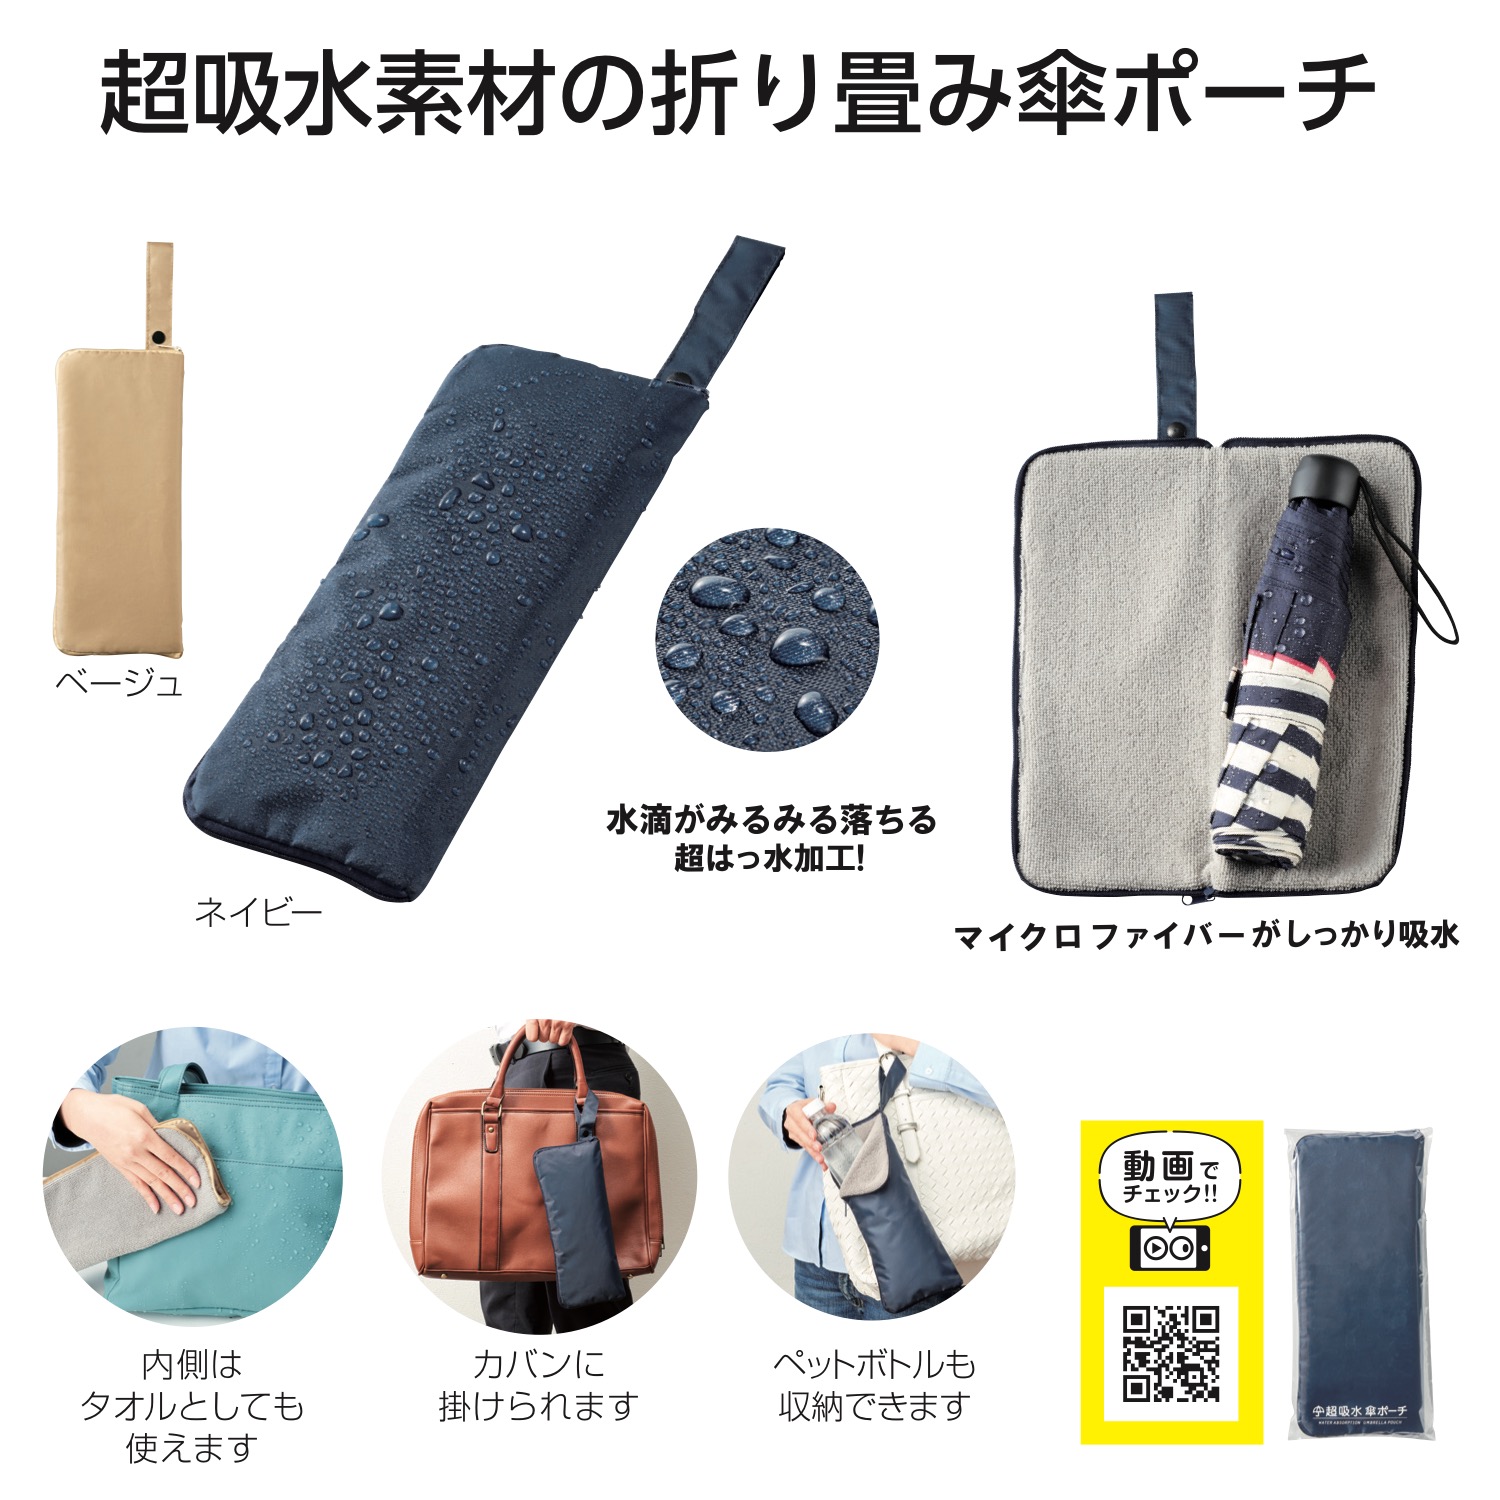 超吸水素材の折り畳み傘ポーチ
ベージュ
ネイビー
水滴がみるみる落ちる
超はっ水加工!
マイクロファイバーがしっかり吸水
内側は
タオルとしても
使えます
カバンに
掛けられます
ペットボトルも
収納できます
動画で
チェック!!
超吸水 傘ポーチ
WATER ABSORPTION UMBRELLA POUCH